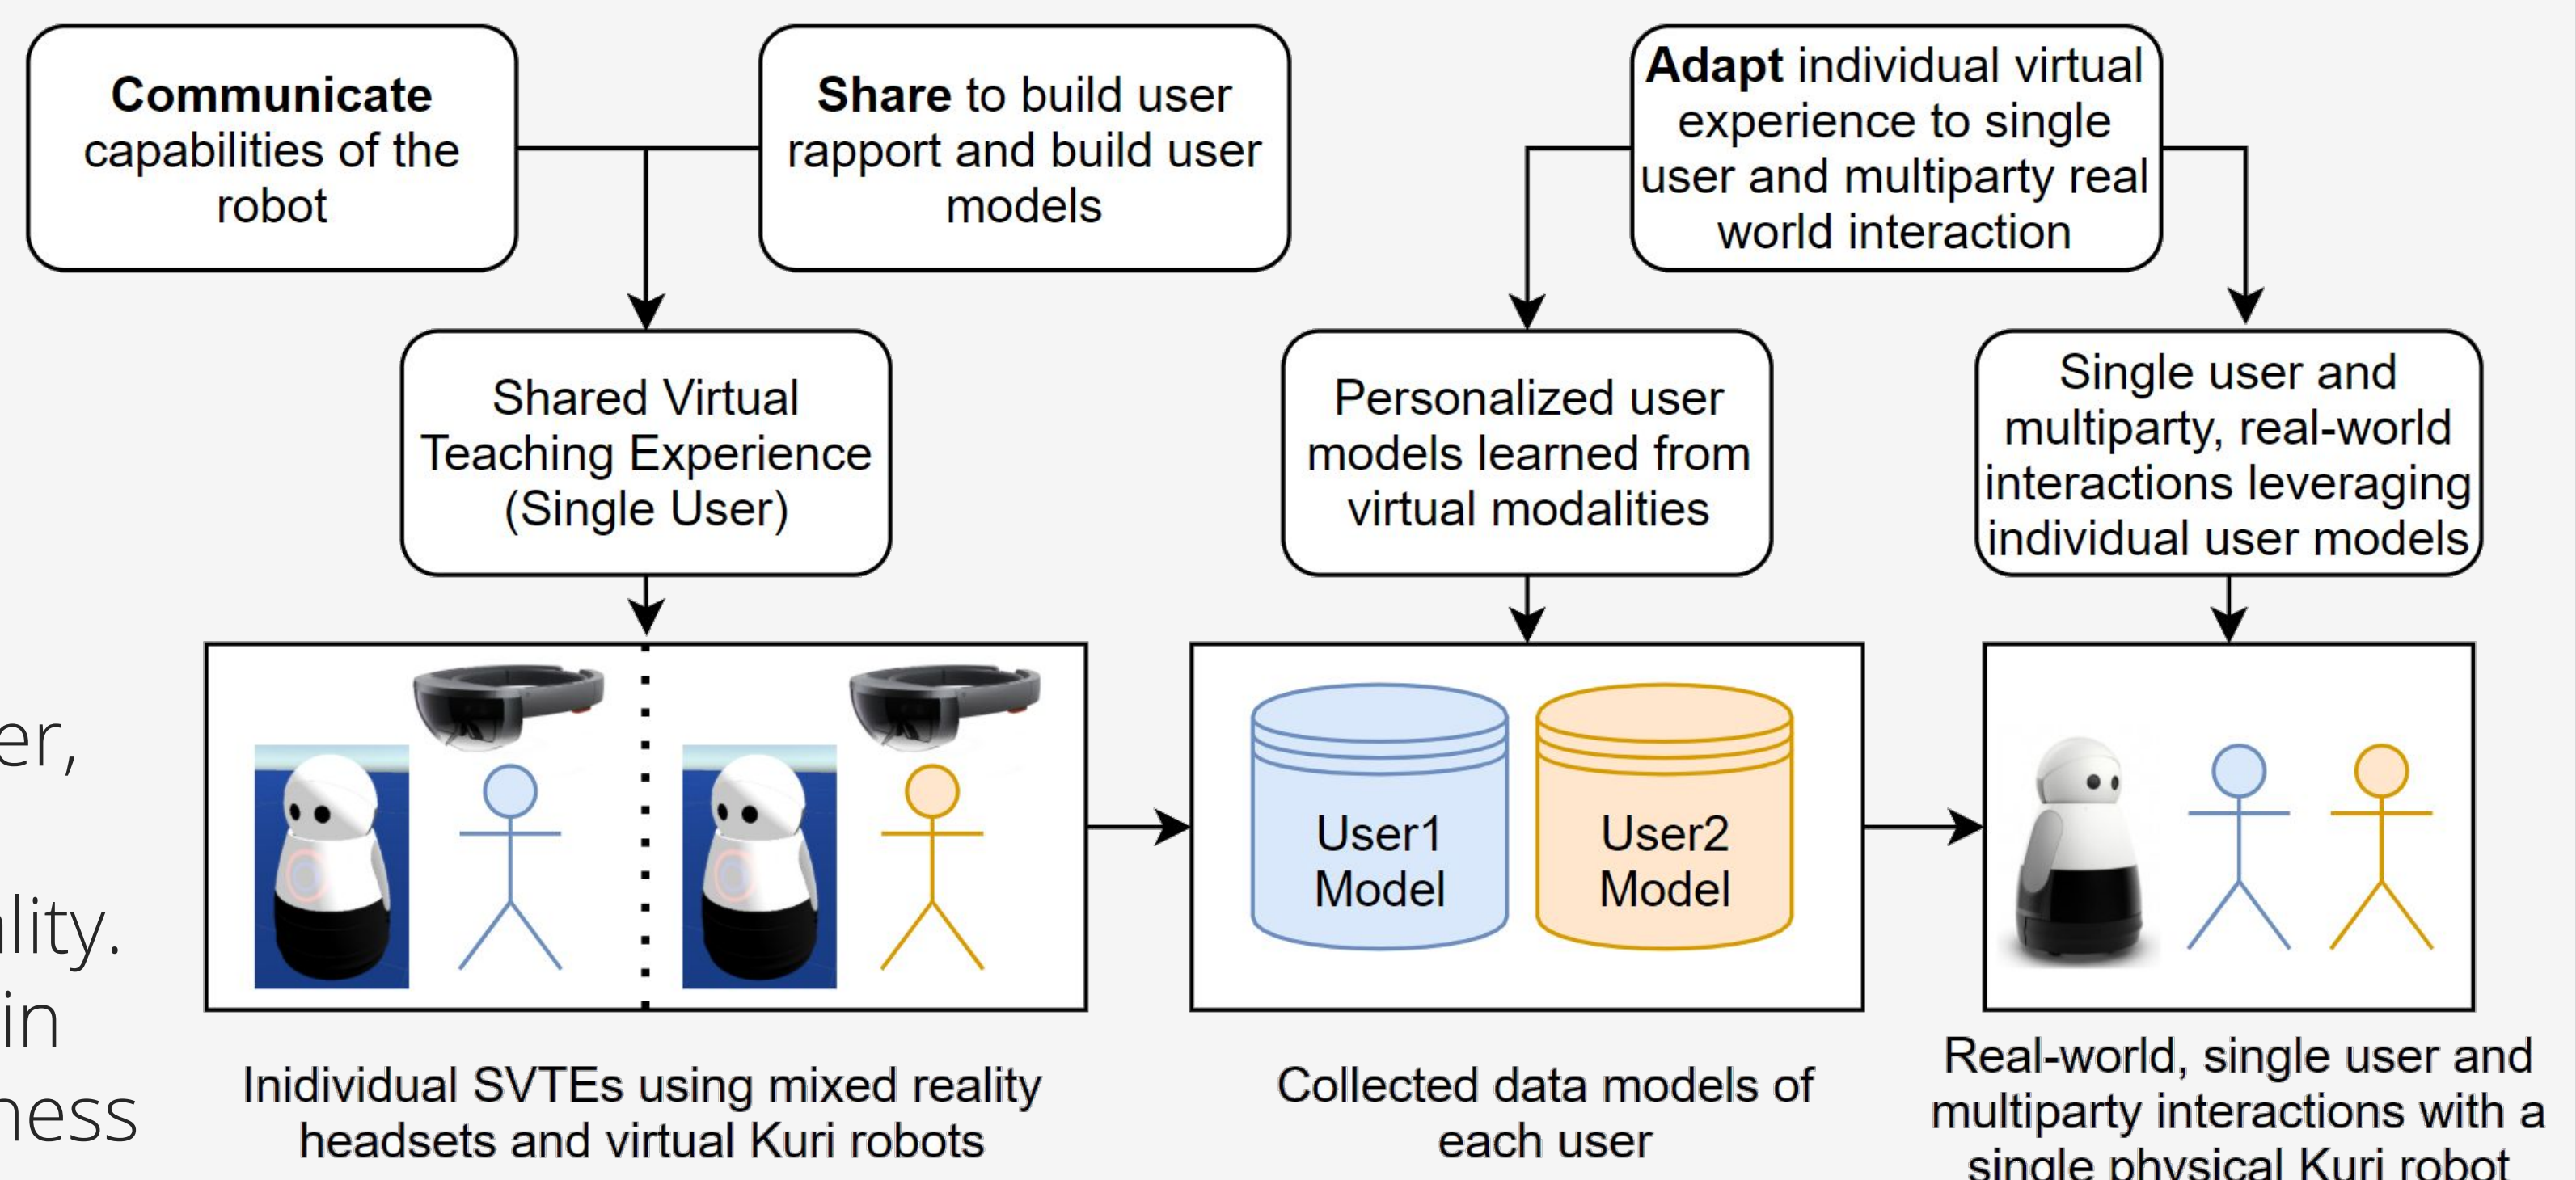 Communicate
capabilities of the
robot
Share to build user
rapport and build user
models
Adapt individual virtual
experience to single
user and multiparty real
world interaction
Shared Virtual
Teaching Experience
(Single User)
Personalized user
models learned from
virtual modalities
Single user and
multiparty, real-world
interactions leveraging
individual user models
User1
Model
User2
Model
Inidividual SVTEs using mixed reality
headsets and virtual Kuri robots
Collected data models of
each user
Real-world, single user and
multiparty interactions with a
single physical Kuri robot
in